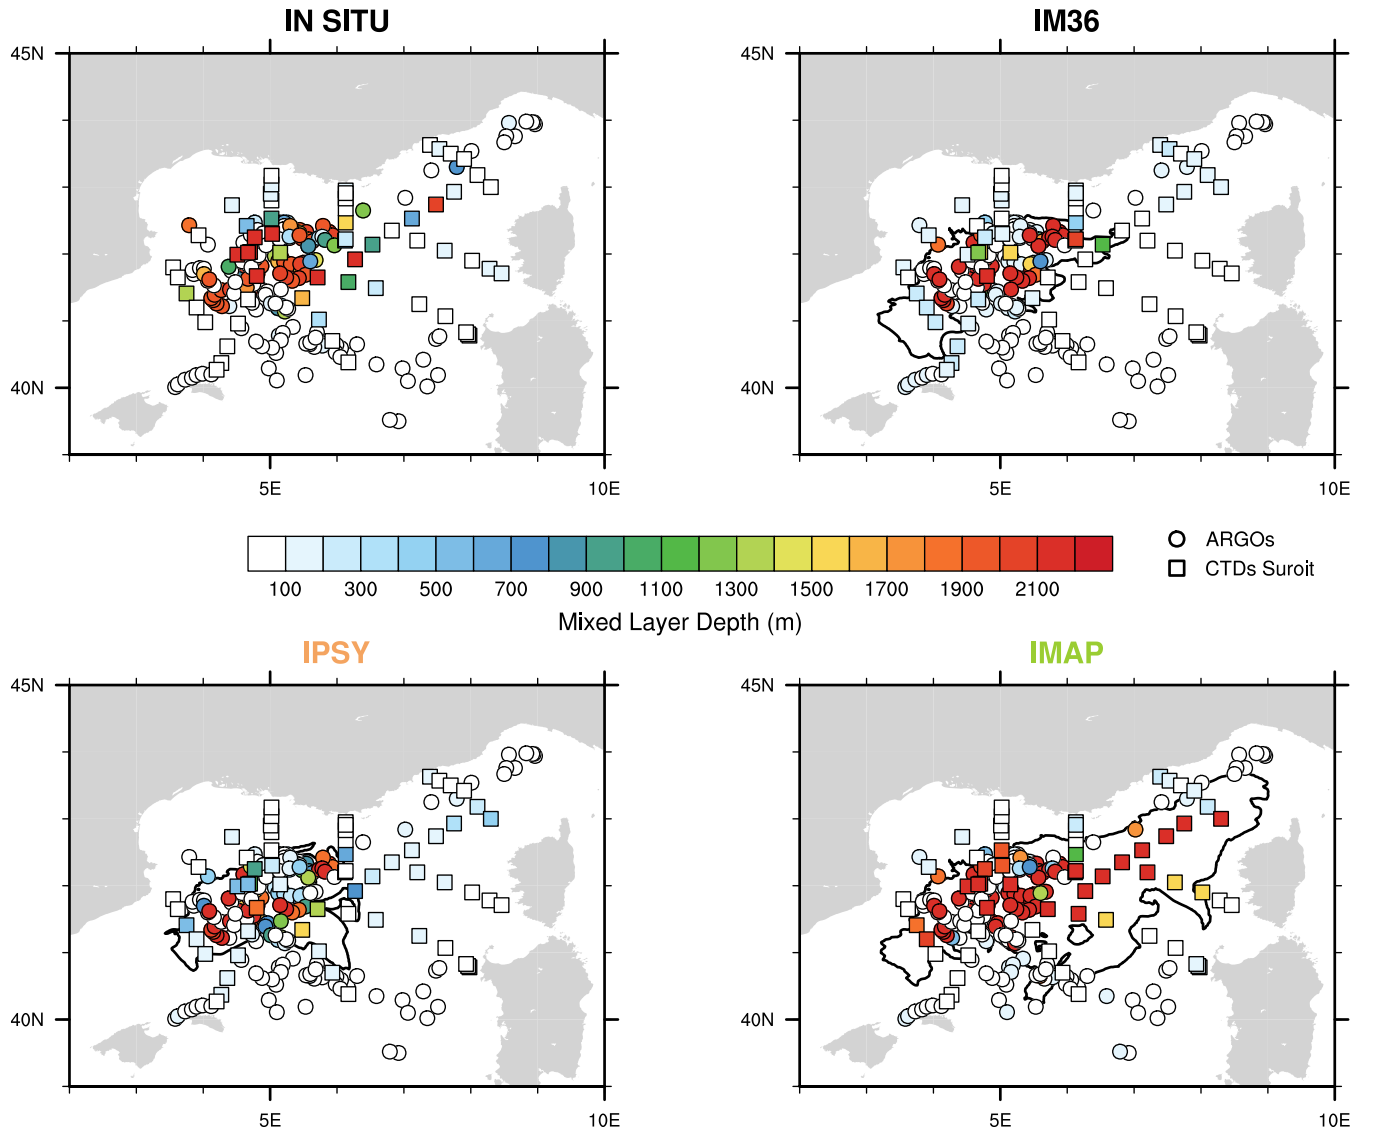 IN SITU
IM36
45N
45N
40N
40N
5E
10E
5E
10E
ARGOs
CTDs Suroit
100 300 500 700 900 1100 1300 1500 1700 1900 2100
Mixed Layer Depth (m)
IPSY
IMAP
45N
45N
40N
40N
5E
10E
5E
10E